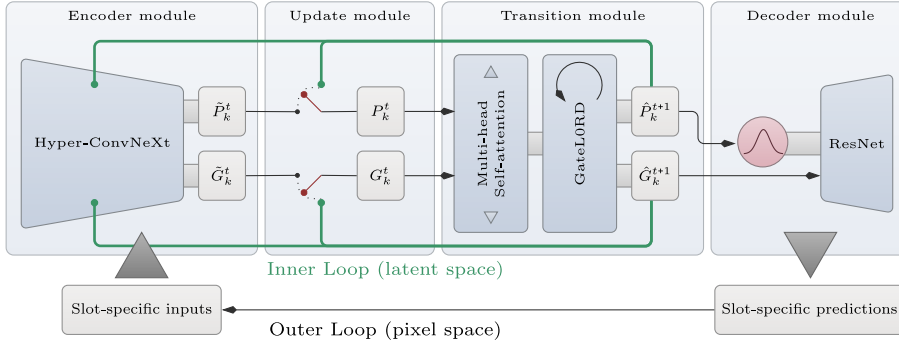 Encoder module
Update module
Transition module
Decoder module
Hyper-ConvNeXt
P̃ₖᵗ
G̃ₖᵗ
Pₖᵗ
Gₖᵗ
Multi-head
Self-attention
GateL0RD
P̂ₖᵗ⁺¹
Ĝₖᵗ⁺¹
ResNet
Inner Loop (latent space)
Slot-specific inputs
Slot-specific predictions
Outer Loop (pixel space)